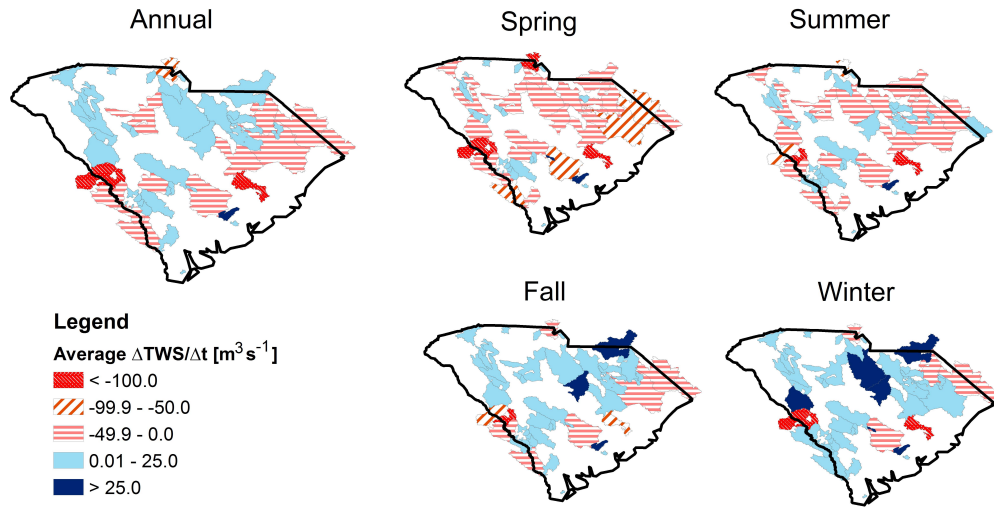 Annual
Spring
Summer
Fall
Winter
Legend
Average ΔTWS/Δt [m³s⁻¹]
< -100.0
-99.9 - -50.0
-49.9 - 0.0
0.01 - 25.0
> 25.0